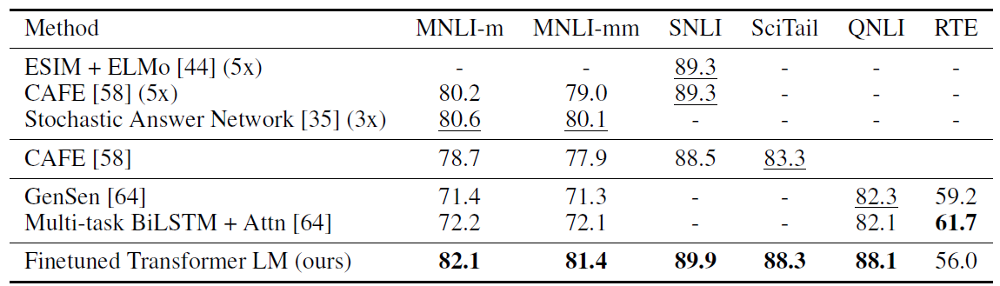 Method MNLI-m MNLI-mm SNLI SciTail QNLI RTE
ESIM + ELMo [44] (5x) - - 89.3 - - -
CAFE [58] (5x) 80.2 79.0 89.3 - - -
Stochastic Answer Network [35] (3x) 80.6 80.1 - - - -
CAFE [58] 78.7 77.9 88.5 83.3
GenSen [64] 71.4 71.3 - - 82.3 59.2
Multi-task BiLSTM + Attn [64] 72.2 72.1 - - 82.1 61.7
Finetuned Transformer LM (ours) 82.1 81.4 89.9 88.3 88.1 56.0